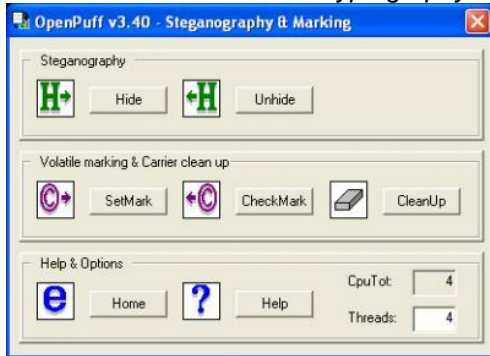 OpenPuff v3.40 - Steganography & Marking
Steganography
H Hide H Unhide
Volatile marking & Carrier clean up
© SetMark © CheckMark CleanUp
Help & Options
e Home ? Help
CpuTot: 4
Threads: 4